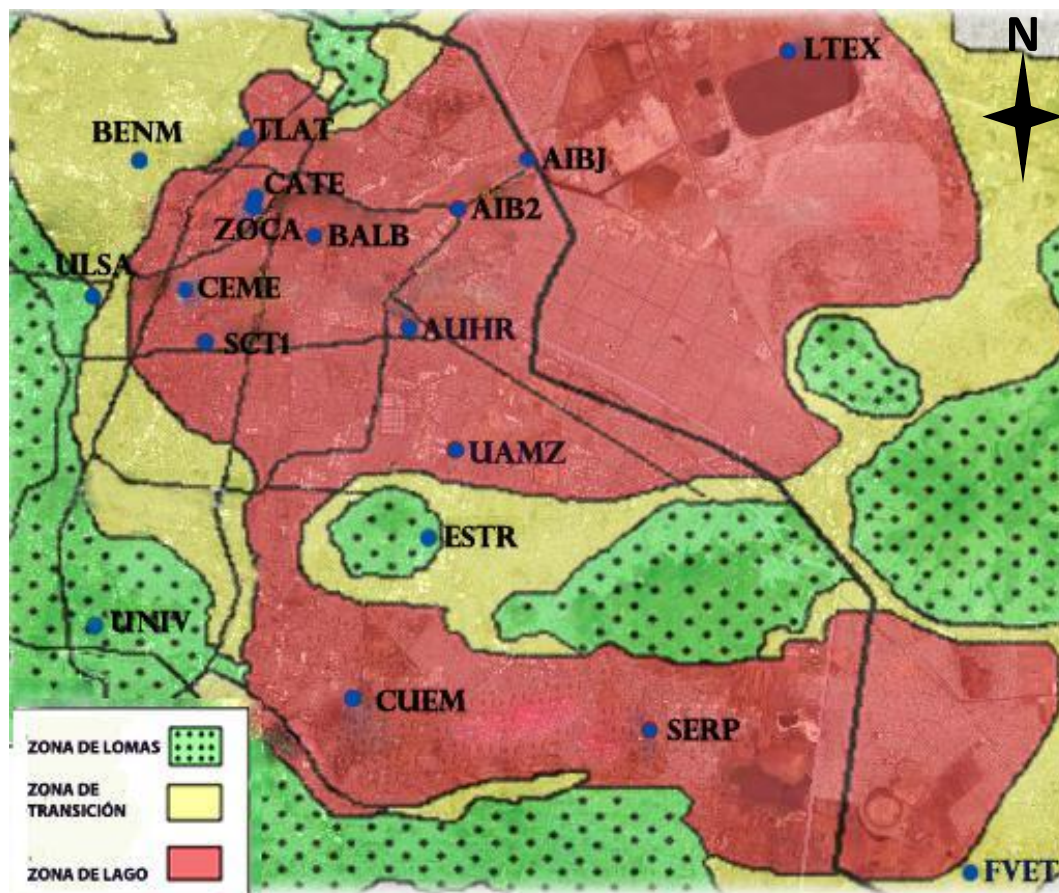 N
LTEX
BENM
TLAT
AIBJ
CATE
AIB2
ZOCA
BALB
ULSA
CEME
SCT1
AUHR
UAMZ
ESTR
UNIV
CUEM
SERP
ZONA DE LOMAS
ZONA DE
TRANSICIÓN
ZONA DE LAGO
FVET